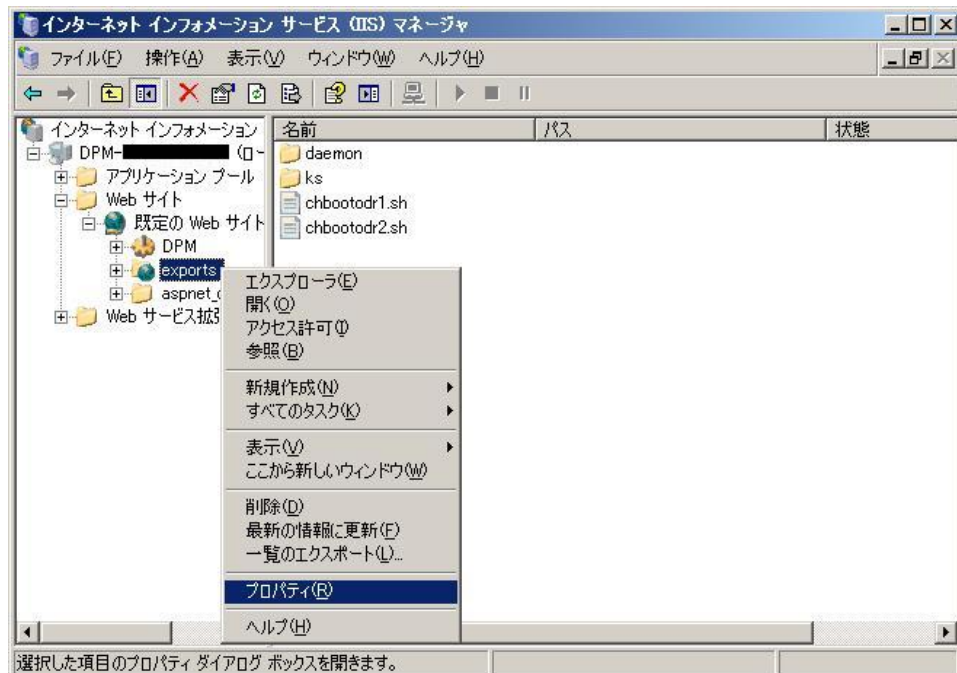 インターネット インフォメーション サービス (IIS) マネージャ
ファイル(F) 操作(A) 表示(V) ウィンドウ(W) ヘルプ(H)
インターネット インフォメーション
DPM- (ロー
アプリケーション プール
Web サイト
既定の Web サイト
DPM
exports
aspnet_c
Web サービス拡張
名前 パス 状態
daemon
ks
chbootodr1.sh
chbootodr2.sh
エクスプローラ(E)
開く(O)
アクセス許可(I)
参照(B)
新規作成(N)
すべてのタスク(K)
表示(V)
ここから新しいウィンドウ(W)
削除(D)
最新の情報に更新(F)
一覧のエクスポート(L)...
プロパティ(R)
ヘルプ(H)
選択した項目のプロパティ ダイアログ ボックスを開きます。